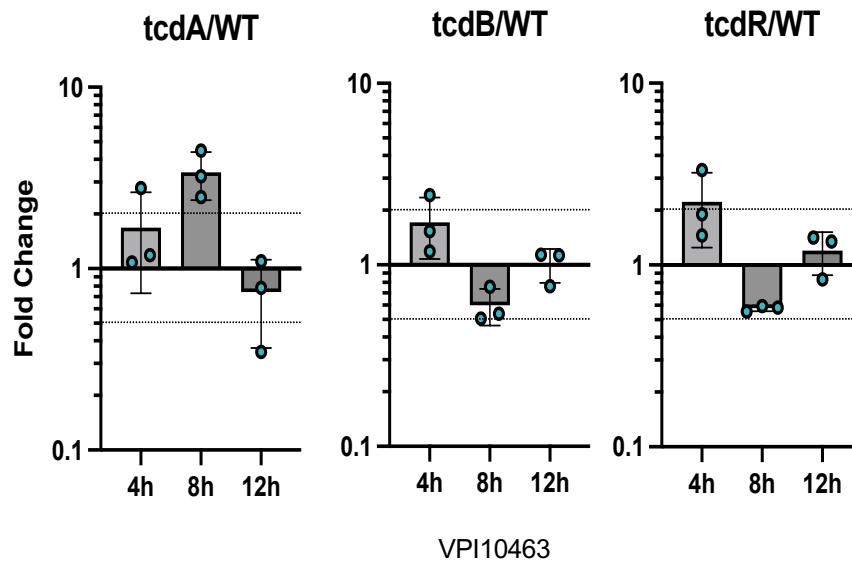 tcdA/WT
tcdB/WT
tcdR/WT
Fold Change
10
1
0.1
4h
8h
12h
10
1
0.1
4h
8h
12h
10
1
0.1
4h
8h
12h
VPI10463